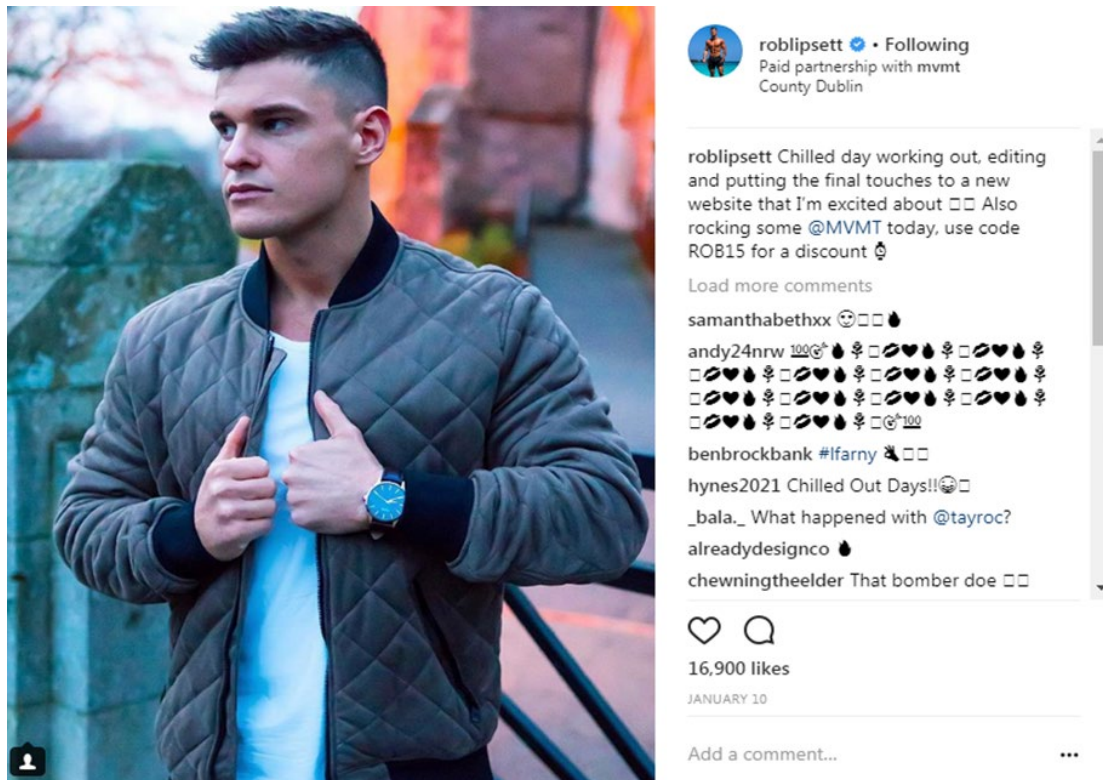 roblipsett • Following
Paid partnership with mvmt
County Dublin
roblipsett Chilled day working out, editing
and putting the final touches to a new
website that I'm excited about □□ Also
rocking some @MVMT today, use code
ROB15 for a discount ⌚
Load more comments
samanthabethxx 🙂□□🔥
andy24nrw 💯😴🔥🌹□💋❤🔥🌹□💋❤🔥🌹
□💋❤🔥🌹□💋❤🔥🌹□💋❤🔥🌹□💋❤🔥🌹
□💋❤🔥🌹□💋❤🔥🌹□💋❤🔥🌹□💋❤🔥🌹
□💋❤🔥🌹□💋❤🔥🌹□😴💯
benbrockbank #lfarny 👌□□
hynes2021 Chilled Out Days!!😂□
_bala._ What happened with @tayroc?
alreadydesignco 🔥
chewningtheelder That bomber doe □□
16,900 likes
JANUARY 10
Add a comment...